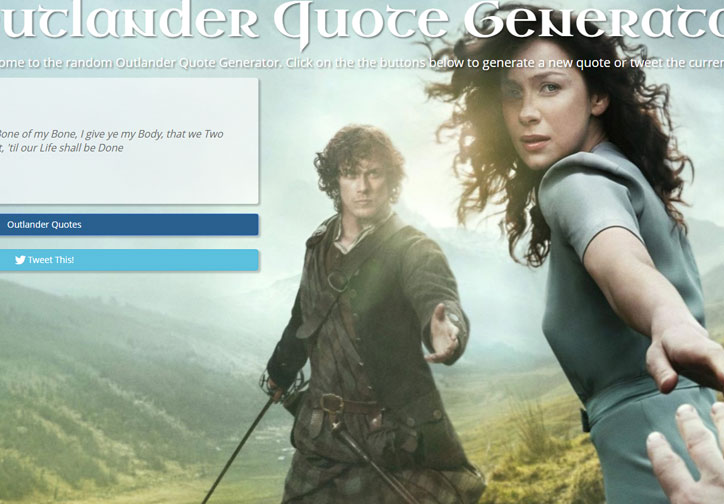 utlander Quote Generato
ome to the random Outlander Quote Generator. Click on the the buttons below to generate a new quote or tweet the curren
Bone of my Bone, I give ye my Body, that we Two
t, 'til our Life shall be Done
Outlander Quotes
Tweet This!